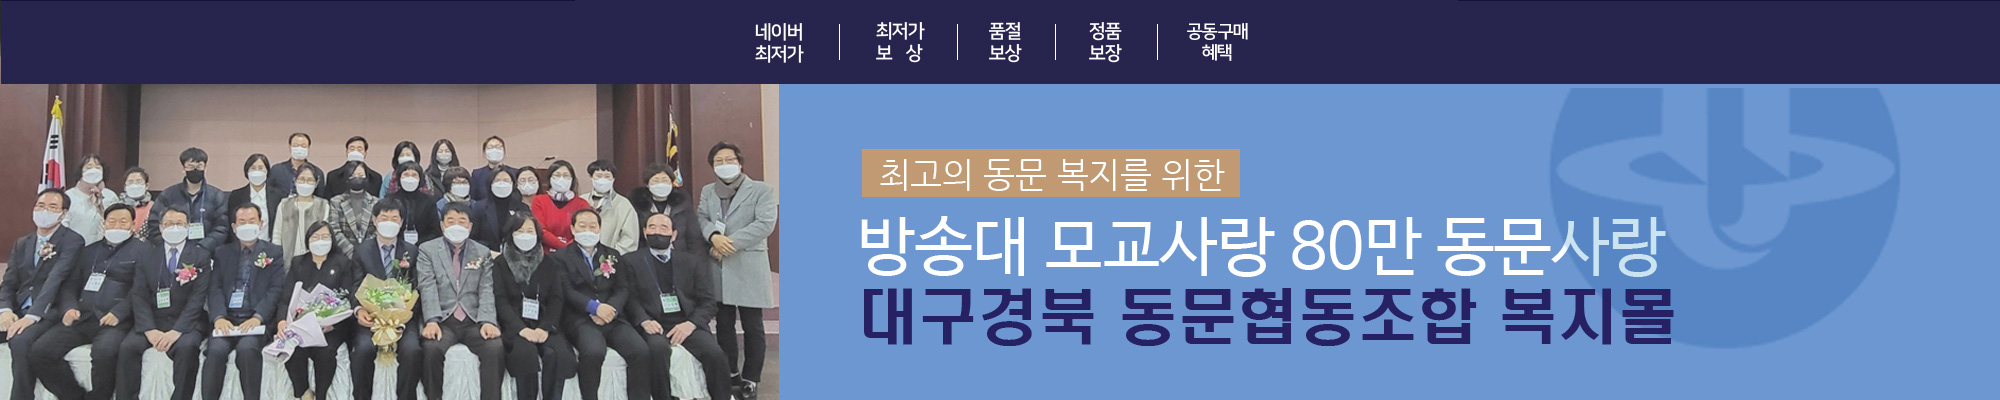 네이버
최저가
최저가
보 상
품절
보상
정품
보장
공동구매
혜택
최고의 동문 복지를 위한
방송대 모교사랑 80만 동문사랑
대구경북 동문협동조합 복지몰